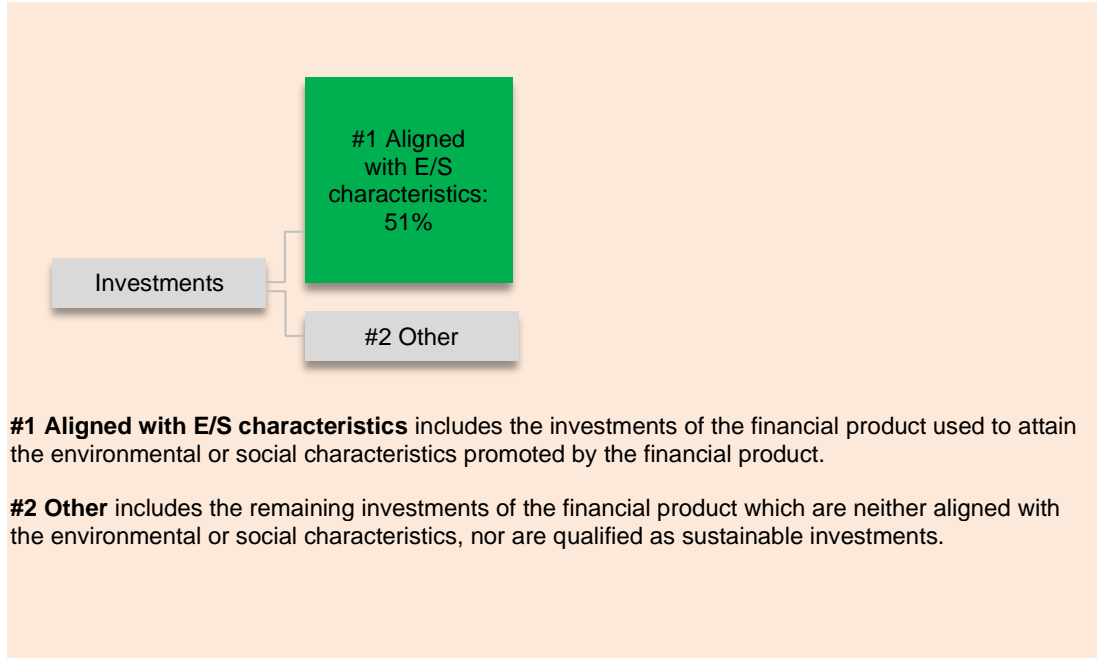 #1 Aligned
with E/S
characteristics:
51%
Investments
#2 Other
#1 Aligned with E/S characteristics includes the investments of the financial product used to attain
the environmental or social characteristics promoted by the financial product.
#2 Other includes the remaining investments of the financial product which are neither aligned with
the environmental or social characteristics, nor are qualified as sustainable investments.